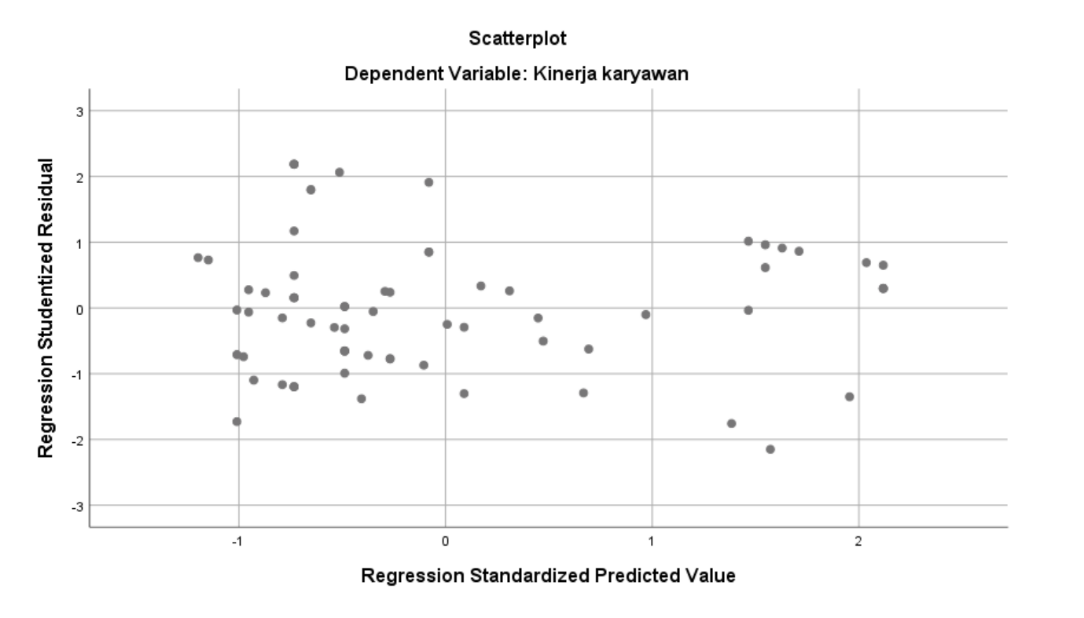 Scatterplot
Dependent Variable: Kinerja karyawan
Regression Studentized Residual
3
2
1
0
-1
-2
-3
-1 0 1 2
Regression Standardized Predicted Value